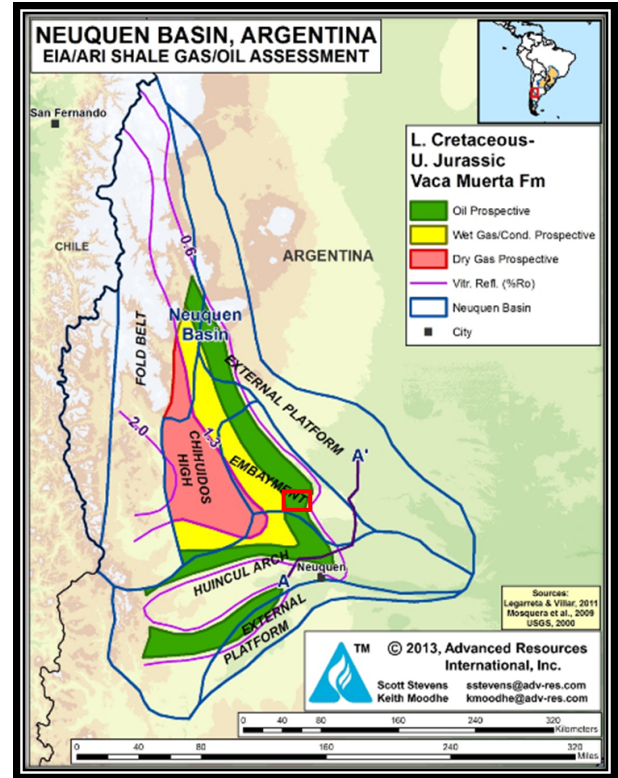 NEUQUEN BASIN, ARGENTINA
EIA/ARI SHALE GAS/OIL ASSESSMENT
San Fernando
L. Cretaceous-
U. Jurassic
Vaca Muerta Fm
Oil Prospective
Wet Gas/Cond. Prospective
Dry Gas Prospective
Vitr. Refl. (%Ro)
Neuquen Basin
City
CHILE
ARGENTINA
0.6
Neuquen
Basin
FOLD BELT
EXTERNAL PLATFORM
2.0
1.3
CHIHUIDOS
HIGH
EMBAYMENT
A'
HUINCUL ARCH
Neuquen
A
EXTERNAL
PLATFORM
Sources:
Legarreta & Villar, 2011
Mosquera et al., 2009
USGS, 2000
TM
© 2013, Advanced Resources
International, Inc.
Scott Stevens sstevens@adv-res.com
Keith Moodhe kmoodhe@adv-res.com
0 40 80 160 240 320
Kilometers
0 40 80 160 240 320
Miles